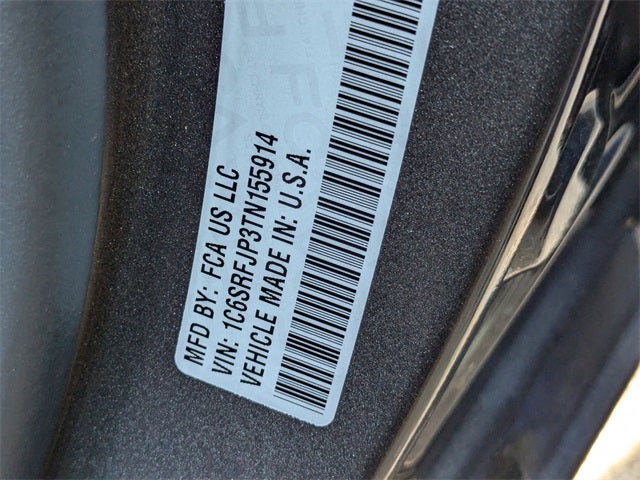 MFD BY: FCA US LLC
VIN: 1C6SRFJP3TN155914
VEHICLE MADE IN: U.S.A.